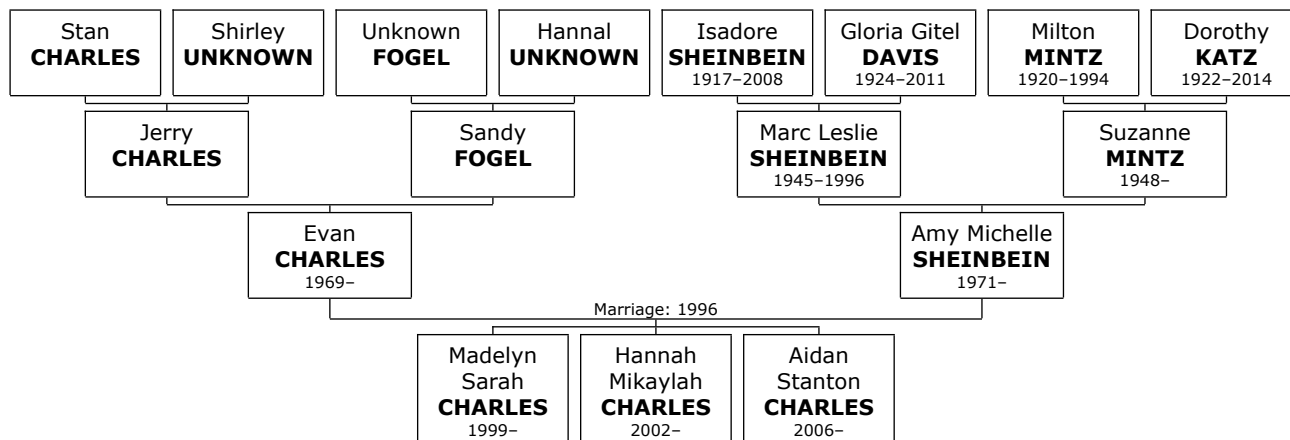 Stan
CHARLES
Shirley
UNKNOWN
Unknown
FOGEL
Hannal
UNKNOWN
Isadore
SHEINBEIN
1917–2008
Gloria Gitel
DAVIS
1924–2011
Milton
MINTZ
1920–1994
Dorothy
KATZ
1922–2014
Jerry
CHARLES
Sandy
FOGEL
Marc Leslie
SHEINBEIN
1945–1996
Suzanne
MINTZ
1948–
Evan
CHARLES
1969–
Amy Michelle
SHEINBEIN
1971–
Marriage: 1996
Madelyn
Sarah
CHARLES
1999–
Hannah
Mikaylah
CHARLES
2002–
Aidan
Stanton
CHARLES
2006–